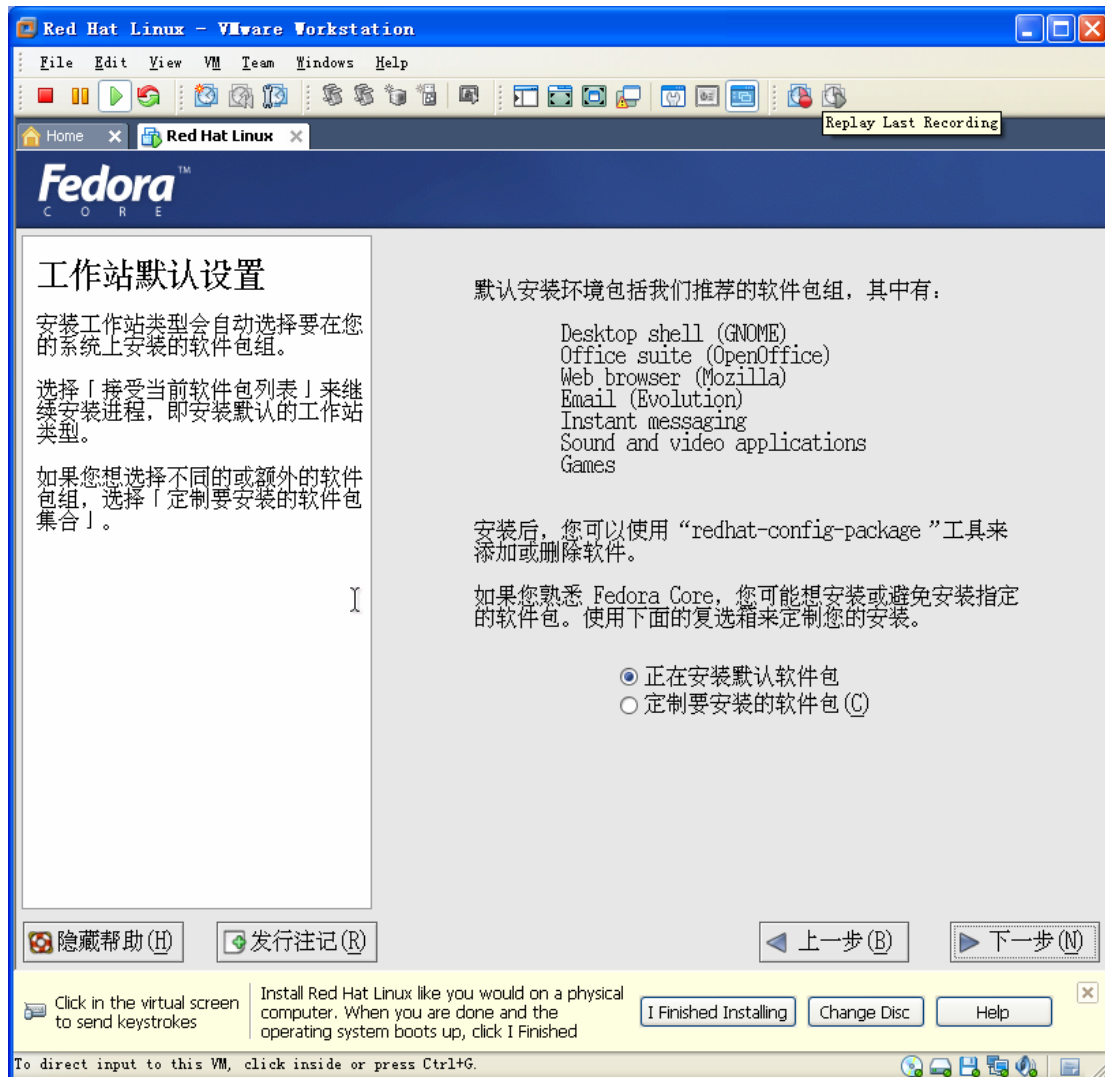 Red Hat Linux - VMware Workstation
File Edit View VM Team Windows Help
Replay Last Recording
Home Red Hat Linux
Fedora™
CORE
工作站默认设置
安装工作站类型会自动选择要在您
的系统上安装的软件包组。
选择「接受当前软件包列表」来继
续安装进程，即安装默认的工作站
类型。
如果您想选择不同的或额外的软件
包组，选择「定制要安装的软件包
集合」。
默认安装环境包括我们推荐的软件包组，其中有：
Desktop shell (GNOME)
Office suite (OpenOffice)
Web browser (Mozilla)
Email (Evolution)
Instant messaging
Sound and video applications
Games
安装后，您可以使用“redhat-config-package”工具来
添加或删除软件。
如果您熟悉 Fedora Core，您可能想安装或避免安装指定
的软件包。使用下面的复选箱来定制您的安装。
正在安装默认软件包
定制要安装的软件包(C)
隐藏帮助(H) 发行注记(R) 上一步(B) 下一步(N)
Click in the virtual screen
to send keystrokes
Install Red Hat Linux like you would on a physical
computer. When you are done and the
operating system boots up, click I Finished
I Finished Installing Change Disc Help
To direct input to this VM, click inside or press Ctrl+G.